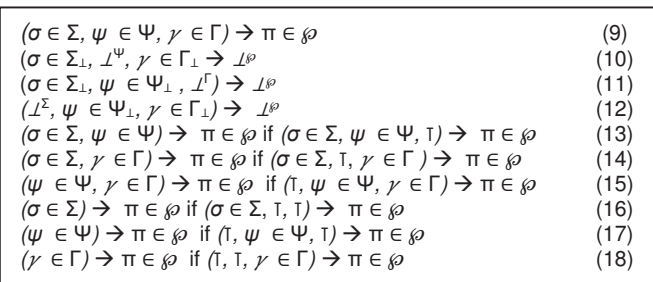 (σ ∈ Σ, ψ ∈ Ψ, γ ∈ Γ) → π ∈ ℘ (9)
(σ ∈ Σ⊥, ⊥^Ψ, γ ∈ Γ⊥ → ⊥℘ (10)
(σ ∈ Σ⊥, ψ ∈ Ψ⊥ , ⊥^Γ) → ⊥℘ (11)
(⊥^Σ, ψ ∈ Ψ⊥, γ ∈ Γ⊥) → ⊥℘ (12)
(σ ∈ Σ, ψ ∈ Ψ) → π ∈ ℘ if (σ ∈ Σ, ψ ∈ Ψ, ⊺) → π ∈ ℘ (13)
(σ ∈ Σ, γ ∈ Γ) → π ∈ ℘ if (σ ∈ Σ, ⊺, γ ∈ Γ ) → π ∈ ℘ (14)
(ψ ∈ Ψ, γ ∈ Γ) → π ∈ ℘ if (⊺, ψ ∈ Ψ, γ ∈ Γ) → π ∈ ℘ (15)
(σ ∈ Σ) → π ∈ ℘ if (σ ∈ Σ, ⊺, ⊺) → π ∈ ℘ (16)
(ψ ∈ Ψ) → π ∈ ℘ if (⊺, ψ ∈ Ψ, ⊺) → π ∈ ℘ (17)
(γ ∈ Γ) → π ∈ ℘ if (⊺, ⊺, γ ∈ Γ) → π ∈ ℘ (18)